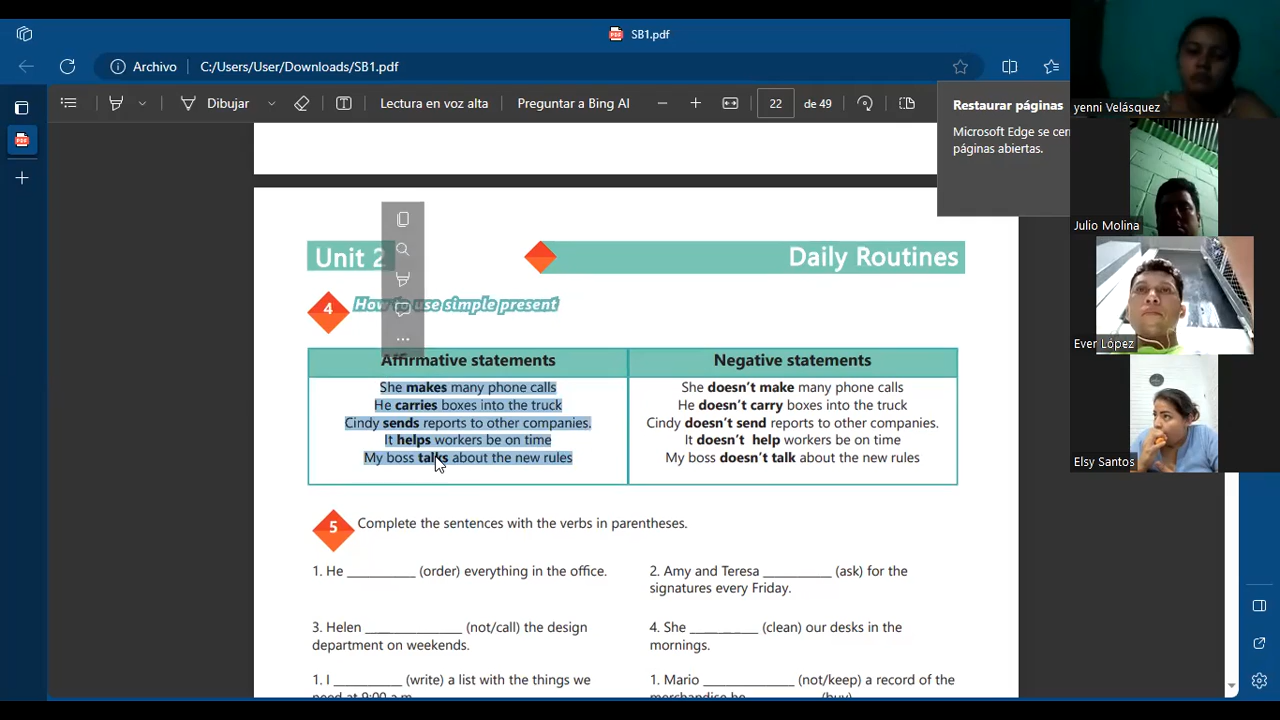 SB1.pdf
Archivo
C:/Users/User/Downloads/SB1.pdf
Dibujar
Lectura en voz alta
Preguntar a Bing AI
22
de 49
Restaurar páginas
Microsoft Edge se cer
páginas abiertas.
yenni Velásquez
Julio Molina
Ever López
Elsy Santos
Unit 2
Daily Routines
4
How to use simple present
Affirmative statements
She makes many phone calls
He carries boxes into the truck
Cindy sends reports to other companies.
It helps workers be on time
My boss talks about the new rules
Negative statements
She doesn't make many phone calls
He doesn't carry boxes into the truck
Cindy doesn't send reports to other companies.
It doesn't help workers be on time
My boss doesn't talk about the new rules
5
Complete the sentences with the verbs in parentheses.
1. He __________ (order) everything in the office.
2. Amy and Teresa __________ (ask) for the
signatures every Friday.
3. Helen ______________ (not/call) the design
department on weekends.
4. She __________ (clean) our desks in the
mornings.
1. I __________ (write) a list with the things we
need at 9:00 a.m.
1. Mario _____________ (not/keep) a record of the
merchandise he ________ (buy).